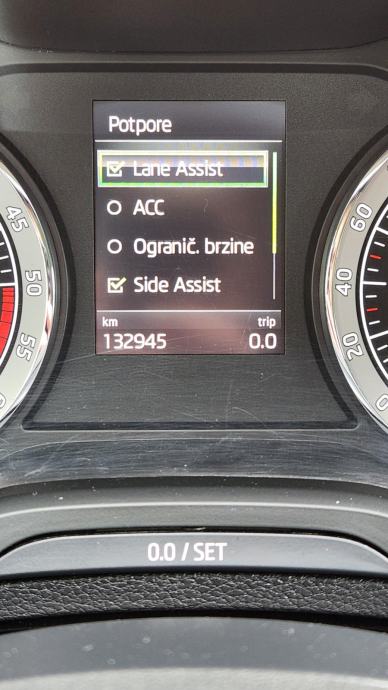 Potpore
Lane Assist
ACC
Ogranič. brzine
Side Assist
km trip
132945 0.0
45
50
55
60
40
20
0.0 / SET